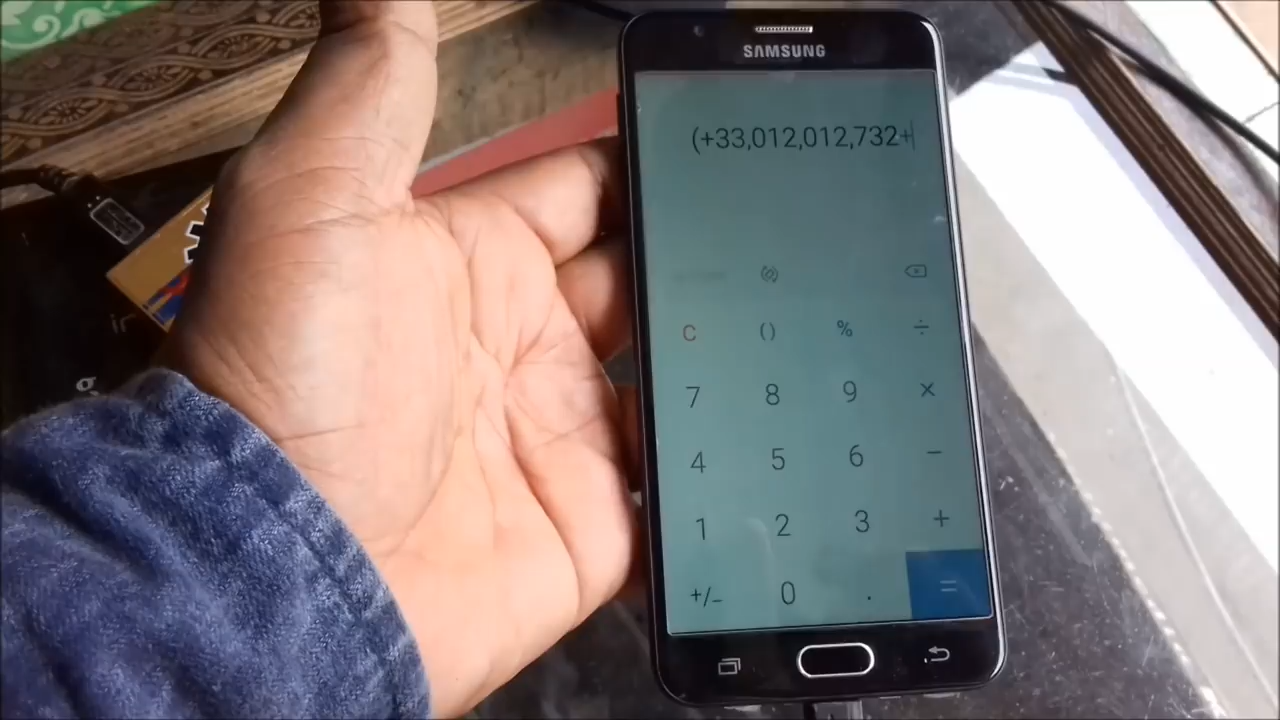 SAMSUNG
(+33,012,012,732+
C () % ÷
7 8 9 ×
4 5 6 −
1 2 3 +
+/− 0 . =